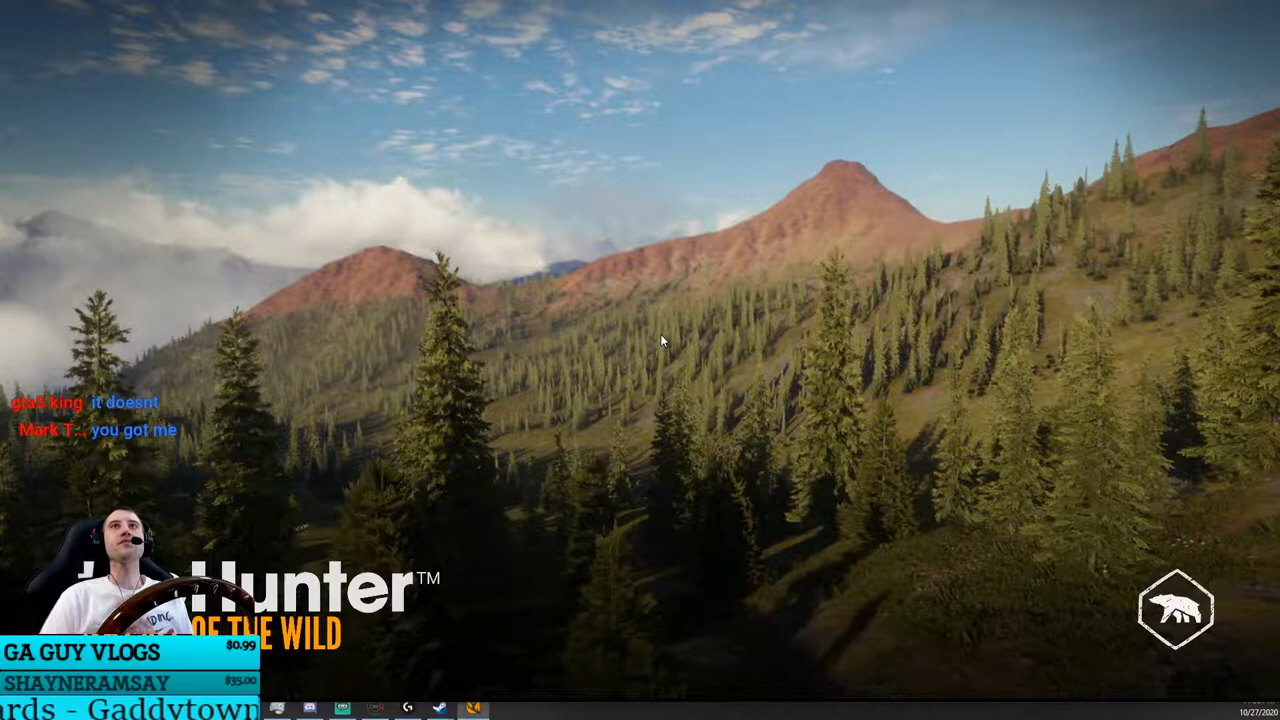 gta5 king it doesnt
Mark T... you got me
Hunter™
OF THE WILD
GA GUY VLOGS $0.99
SHAYNERAMSAY $35.00
ards - Gaddytown
10/27/2020